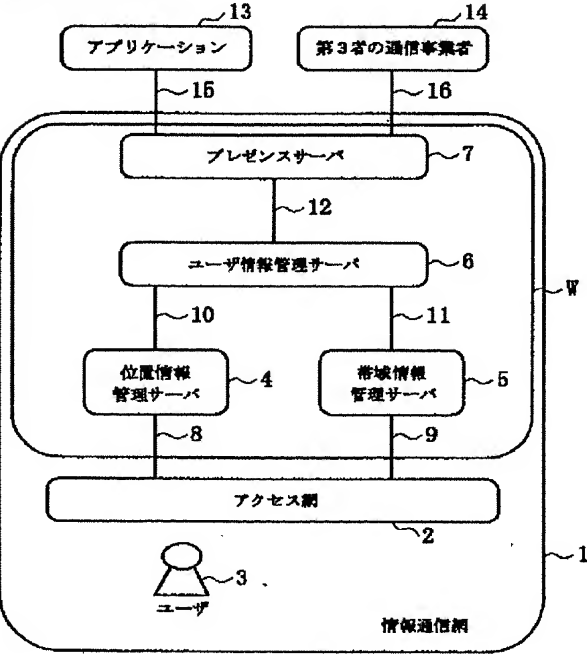 13
14
アプリケーション
第3者の通信事業者
15
16
プレゼンスサーバ
7
12
ユーザ情報管理サーバ
6
W
10
11
位置情報
管理サーバ
4
帯域情報
管理サーバ
5
8
9
アクセス網
2
1
3
ユーザ
情報通信網